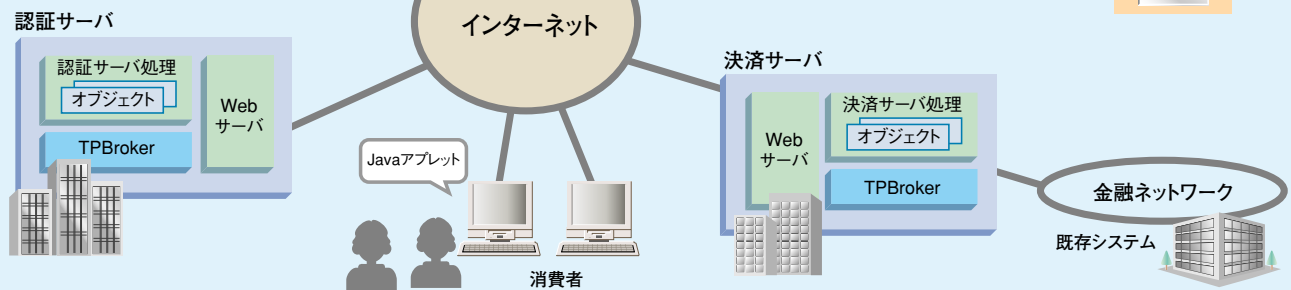 認証サーバ
インターネット
認証サーバ処理
オブジェクト
Web
サーバ
TPBroker
Javaアプレット
消費者
決済サーバ
Web
サーバ
決済サーバ処理
オブジェクト
TPBroker
金融ネットワーク
既存システム